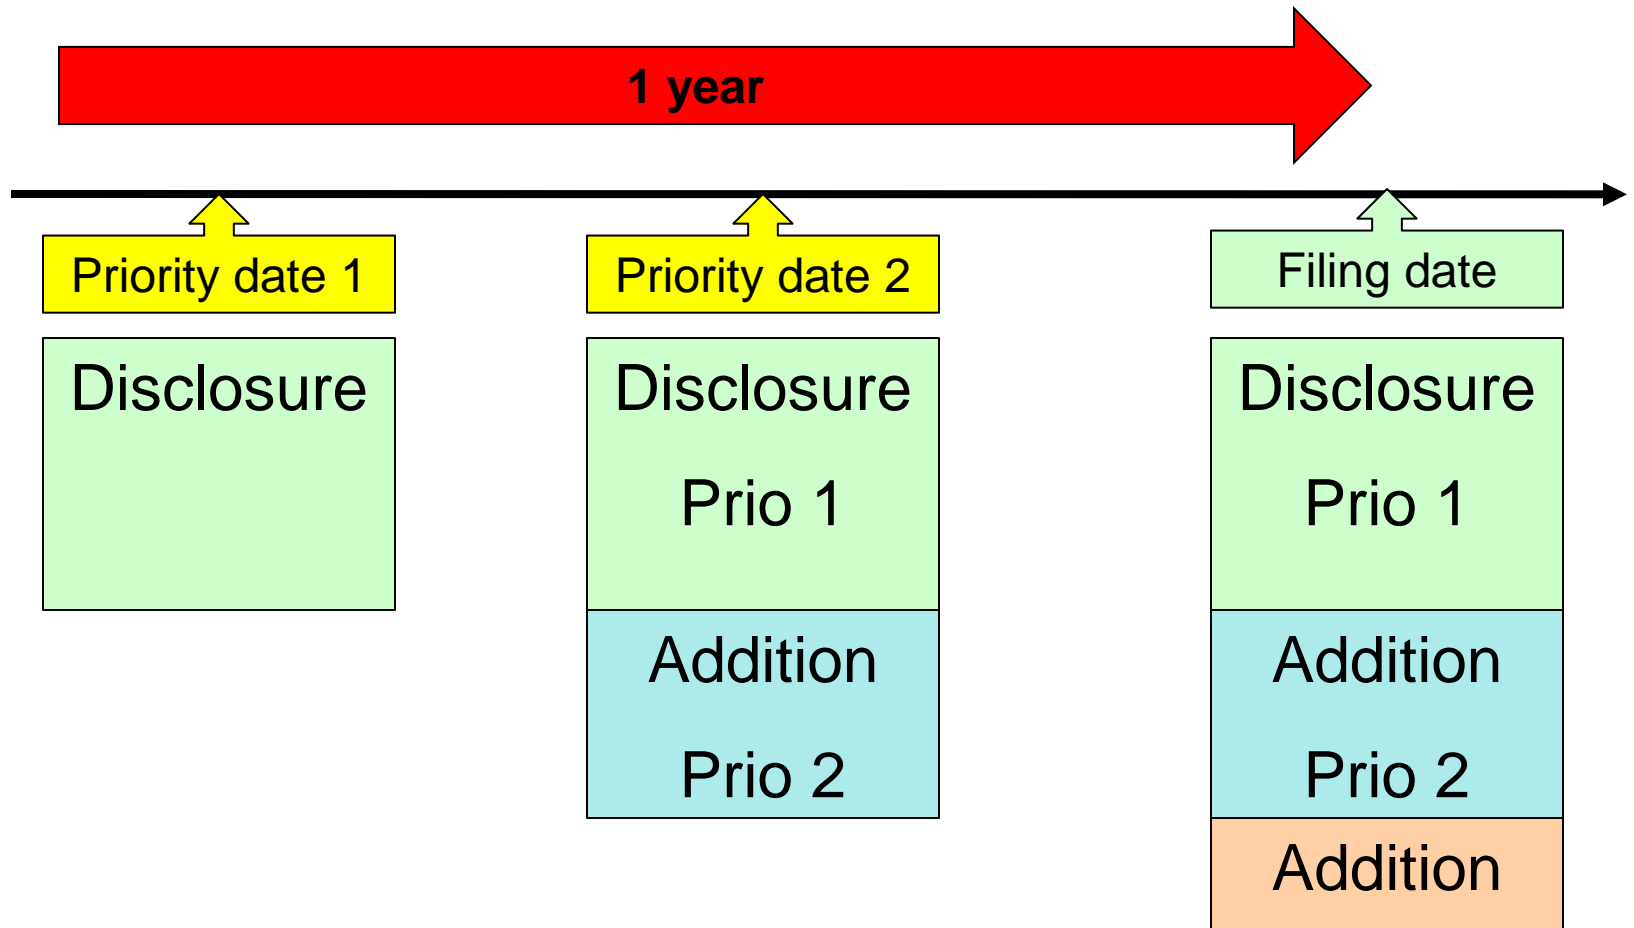 1 year
Priority date 1
Priority date 2
Filing date
Disclosure
Disclosure
Prio 1
Addition
Prio 2
Disclosure
Prio 1
Addition
Prio 2
Addition